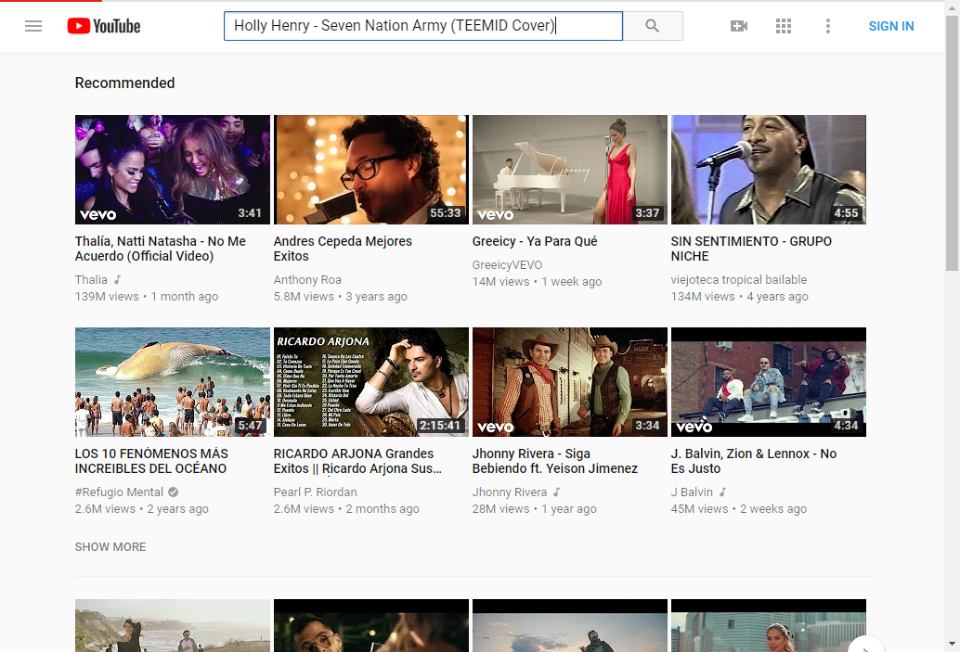 YouTube
Holly Henry - Seven Nation Army (TEEMID Cover)
SIGN IN
Recommended
vevo 3:41
55:33
vevo 3:37
4:55
Thalía, Natti Natasha - No Me
Acuerdo (Official Video)
Thalia
139M views • 1 month ago
Andres Cepeda Mejores
Exitos
Anthony Roa
5.8M views • 3 years ago
Greeicy - Ya Para Qué
GreeicyVEVO
14M views • 1 week ago
SIN SENTIMIENTO - GRUPO
NICHE
viejoteca tropical bailable
134M views • 4 years ago
5:47
RICARDO ARJONA
2:15:41
vevo 3:34
vevo 4:34
LOS 10 FENÓMENOS MÁS
INCREIBLES DEL OCÉANO
#Refugio Mental
2.6M views • 2 years ago
RICARDO ARJONA Grandes
Exitos || Ricardo Arjona Sus...
Pearl P. Riordan
2.6M views • 2 months ago
Jhonny Rivera - Siga
Bebiendo ft. Yeison Jimenez
Jhonny Rivera
28M views • 1 year ago
J. Balvin, Zion & Lennox - No
Es Justo
J Balvin
45M views • 2 weeks ago
SHOW MORE